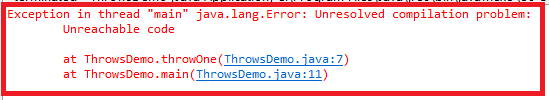 Exception in thread "main" java.lang.Error: Unresolved compilation problem:
Unreachable code
at ThrowsDemo.throwOne(ThrowsDemo.java:7)
at ThrowsDemo.main(ThrowsDemo.java:11)